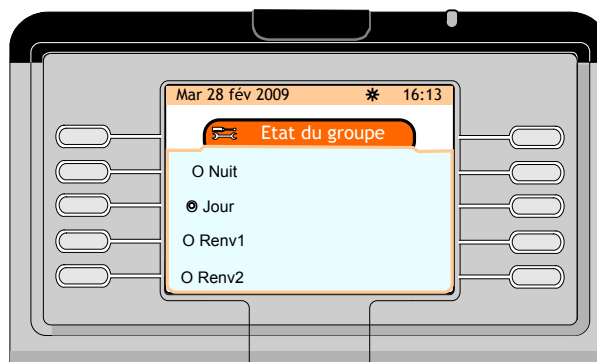 Mar 28 fév 2009 16:13
Etat du groupe
O Nuit
⊚ Jour
O Renv1
O Renv2